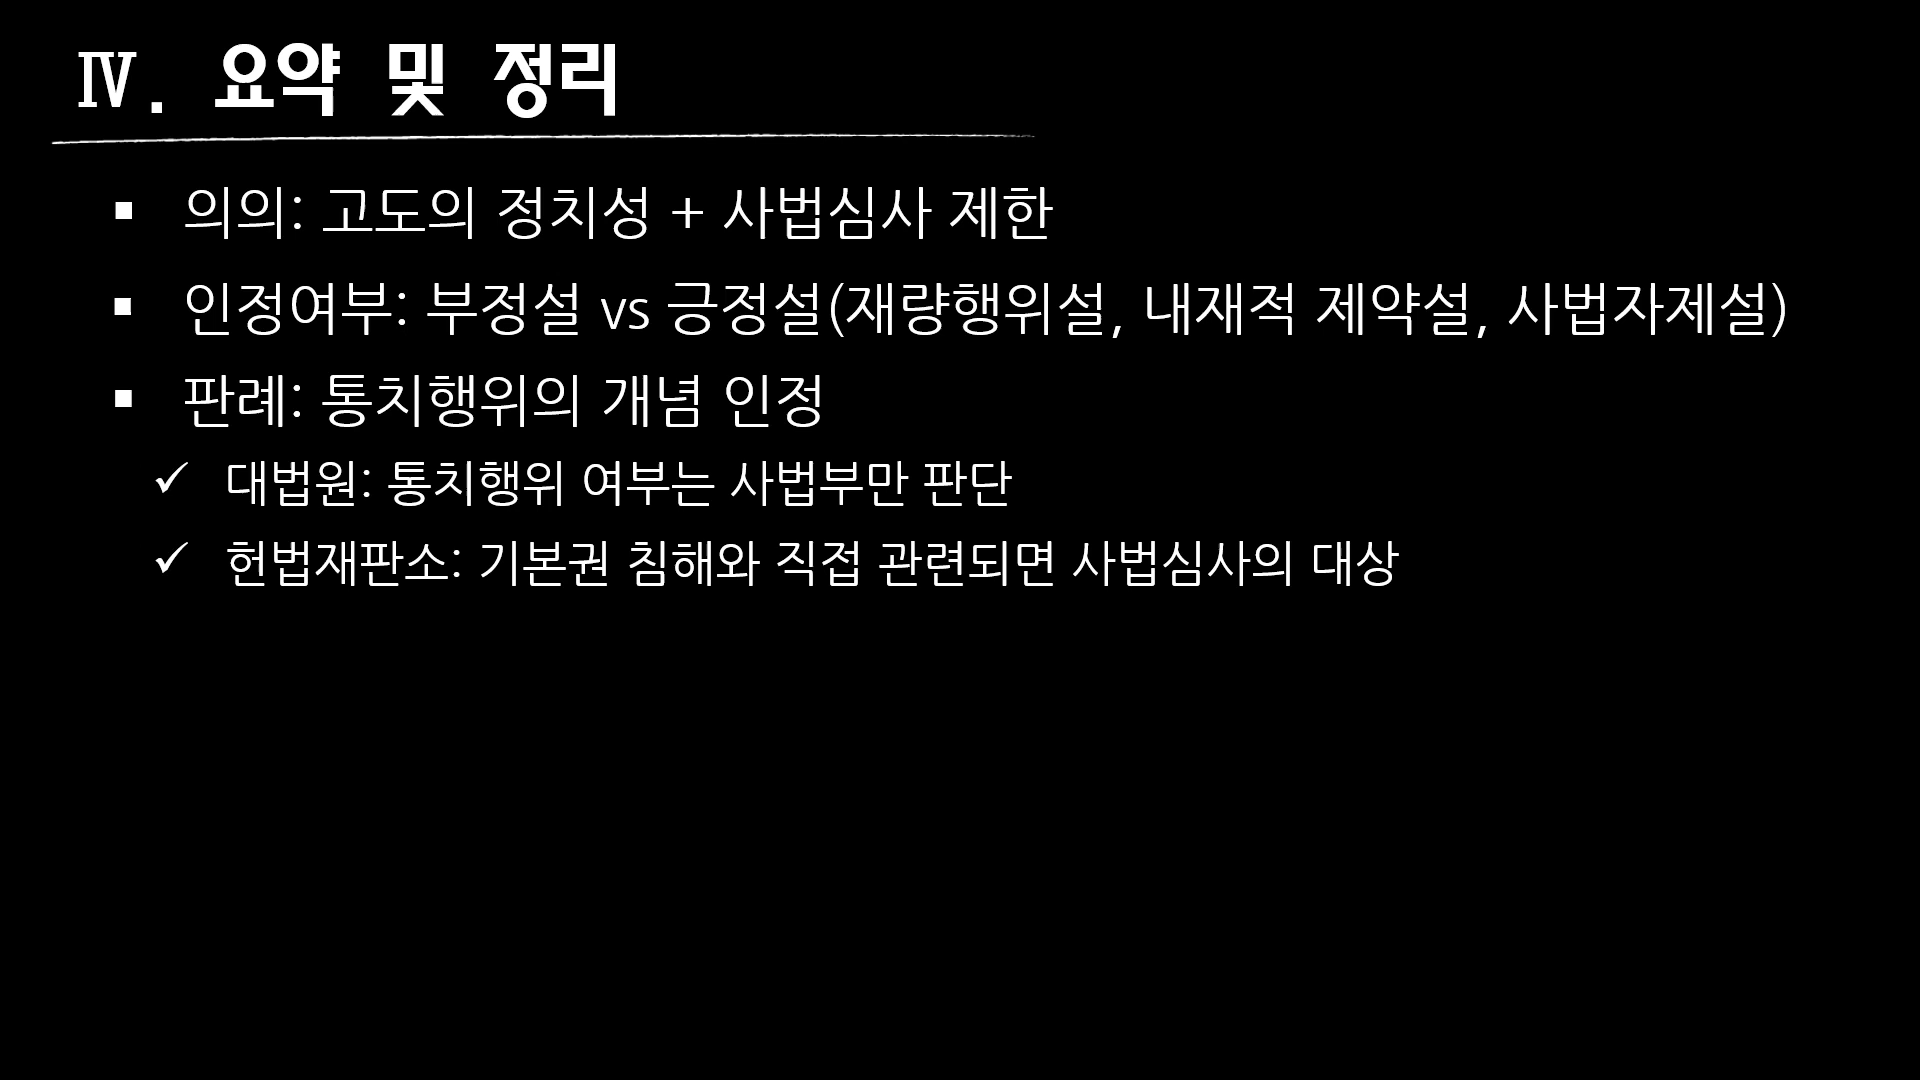 Ⅳ. 요약 및 정리
▪ 의의: 고도의 정치성 + 사법심사 제한
▪ 인정여부: 부정설 vs 긍정설(재량행위설, 내재적 제약설, 사법자제설)
▪ 판례: 통치행위의 개념 인정
✓ 대법원: 통치행위 여부는 사법부만 판단
✓ 헌법재판소: 기본권 침해와 직접 관련되면 사법심사의 대상